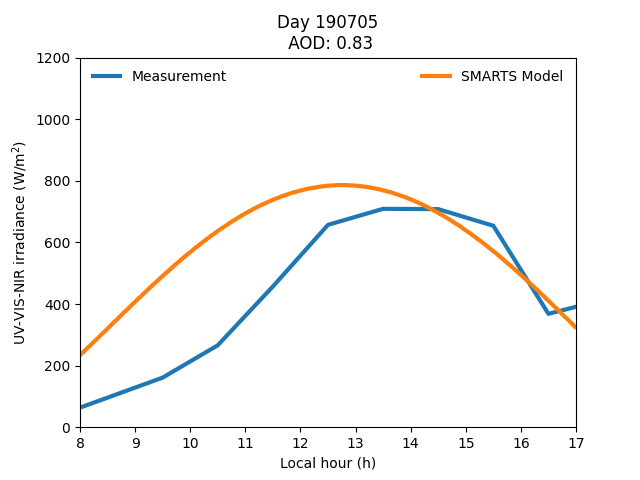 Day 190705
AOD: 0.83
1200
1000
800
600
400
200
0
UV-VIS-NIR irradiance (W/m²)
Measurement
SMARTS Model
8 9 10 11 12 13 14 15 16 17
Local hour (h)